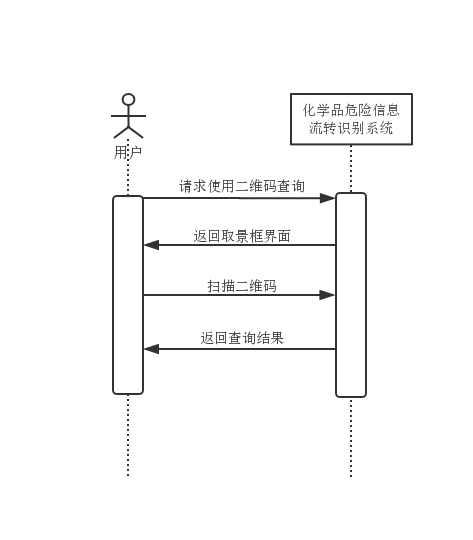 化学品危险信息
流转识别系统
用户
请求使用二维码查询
返回取景框界面
扫描二维码
返回查询结果